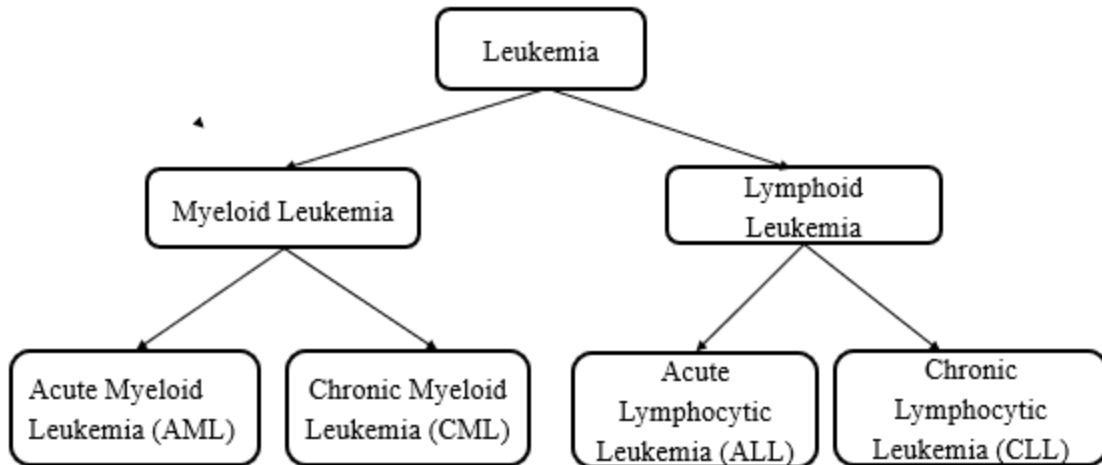 Leukemia
Myeloid Leukemia
Lymphoid
Leukemia
Acute Myeloid
Leukemia (AML)
Chronic Myeloid
Leukemia (CML)
Acute
Lymphocytic
Leukemia (ALL)
Chronic
Lymphocytic
Leukemia (CLL)